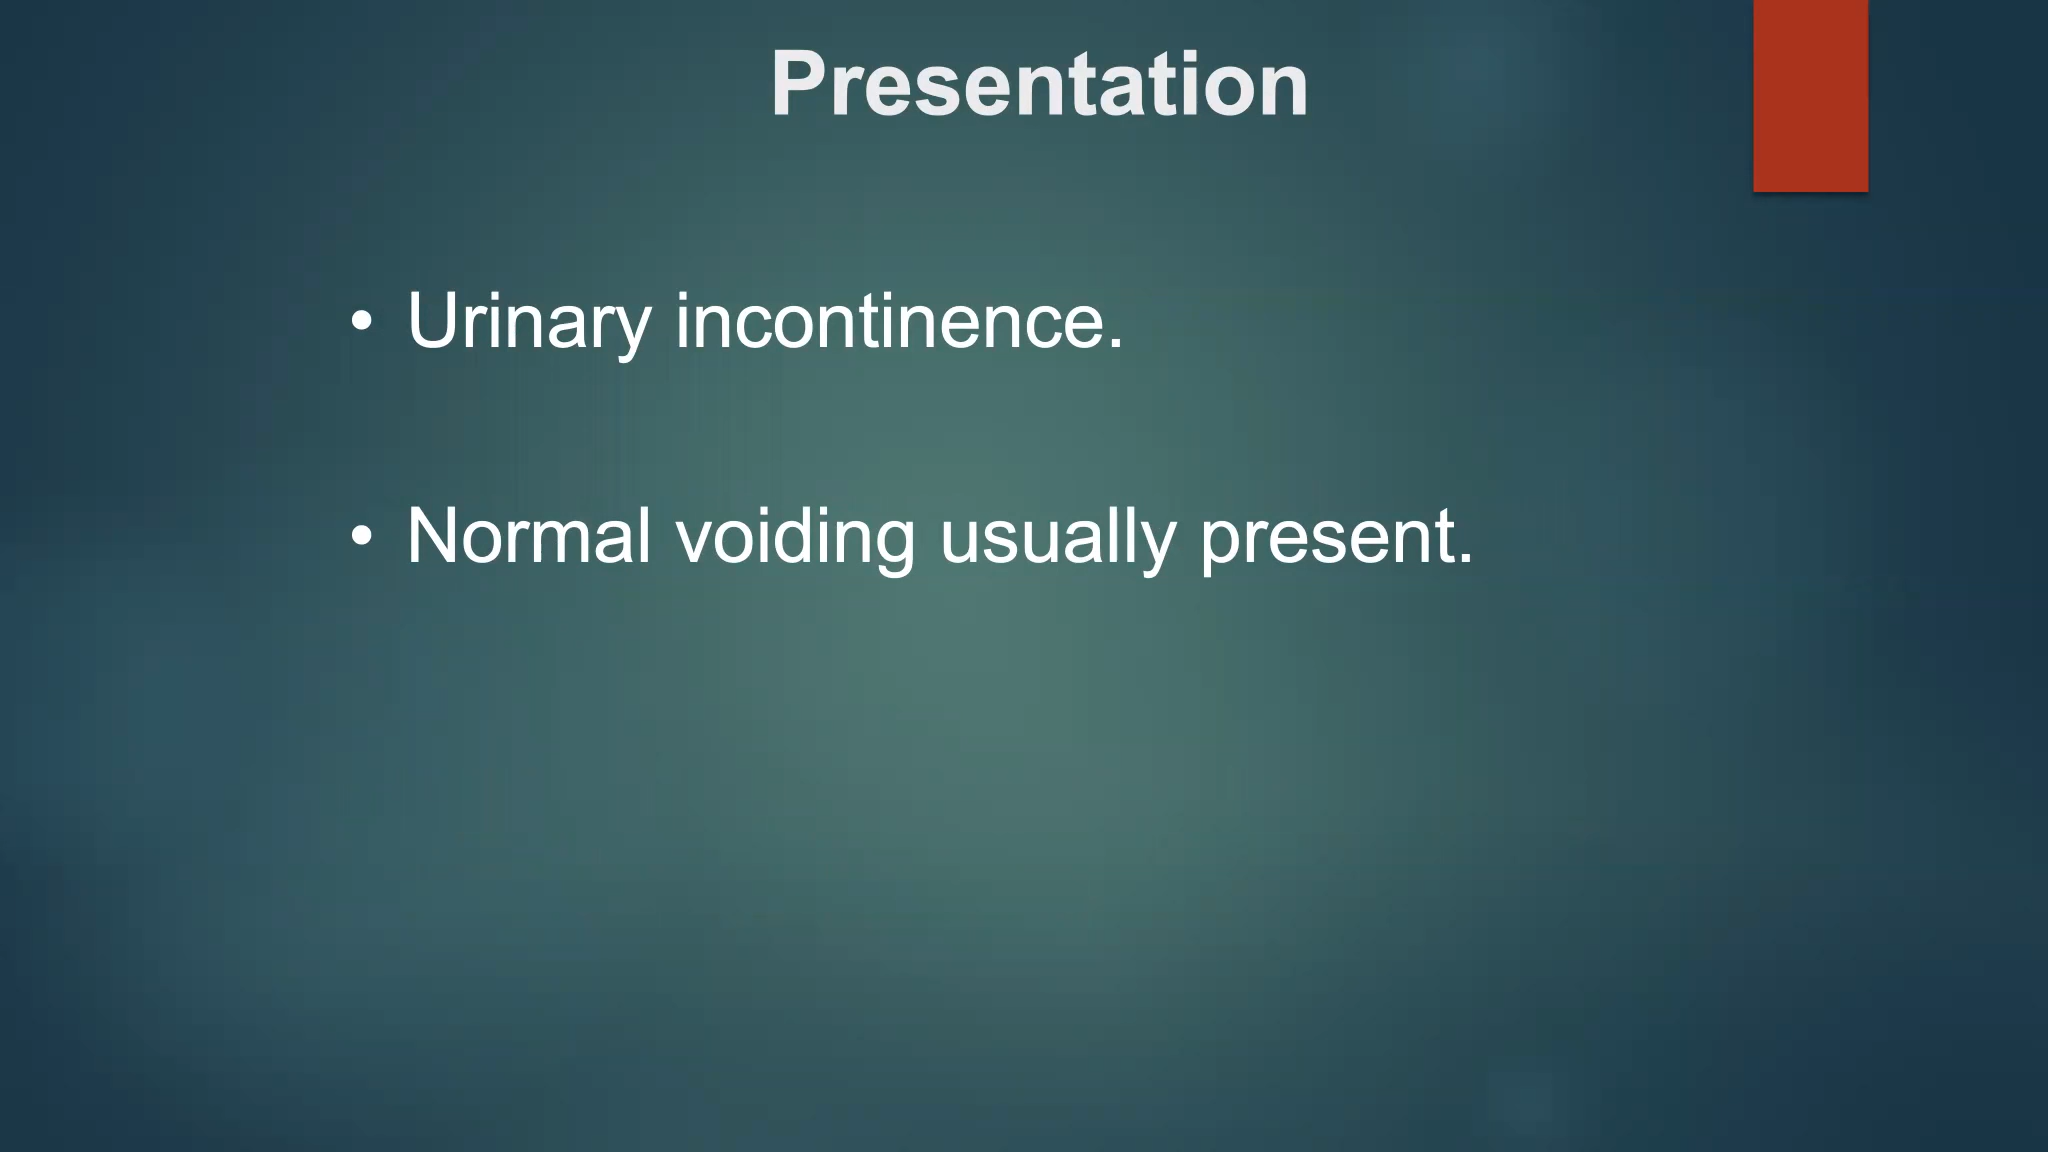 Presentation
• Urinary incontinence.
• Normal voiding usually present.